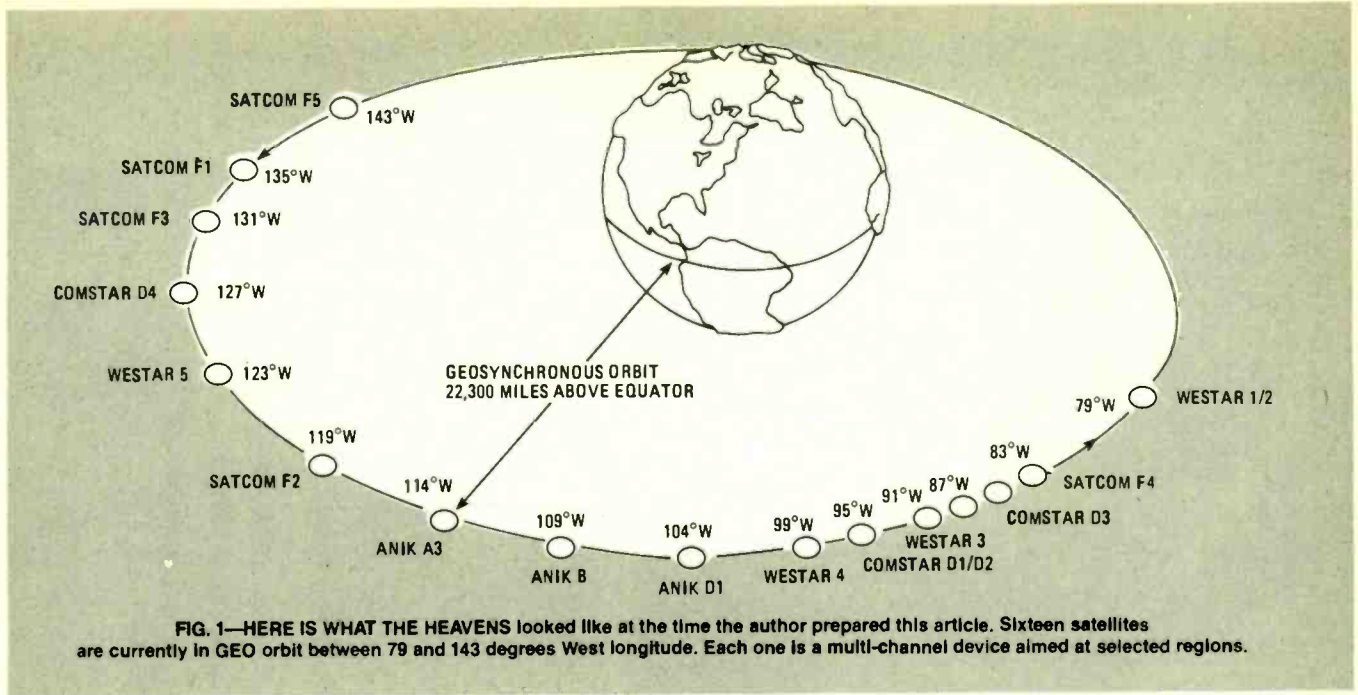 SATCOM F5
143°W
SATCOM F1
135°W
SATCOM F3
131°W
COMSTAR D4
127°W
WESTAR 5
123°W
GEOSYNCHRONOUS ORBIT
22,300 MILES ABOVE EQUATOR
119°W
SATCOM F2
114°W
ANIK A3
109°W
ANIK B
104°W
ANIK D1
99°W
WESTAR 4
95°W
COMSTAR D1/D2
91°W
WESTAR 3
87°W
COMSTAR D3
83°W
SATCOM F4
79°W
WESTAR 1/2
FIG. 1—HERE IS WHAT THE HEAVENS looked like at the time the author prepared this article. Sixteen satellites
are currently in GEO orbit between 79 and 143 degrees West longitude. Each one is a multi-channel device aimed at selected regions.